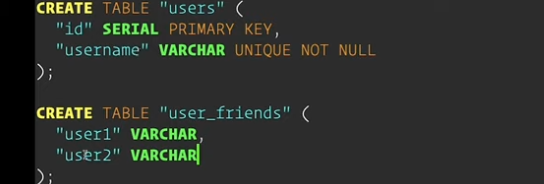 CREATE TABLE "users" (
"id" SERIAL PRIMARY KEY,
"username" VARCHAR UNIQUE NOT NULL
);
CREATE TABLE "user_friends" (
"user1" VARCHAR,
"user2" VARCHAR
);